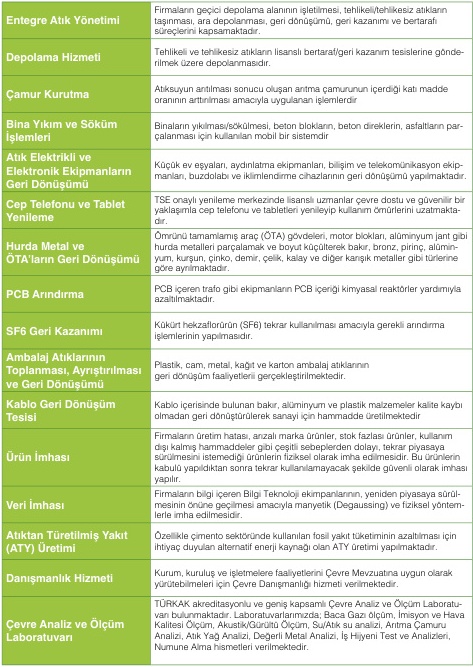 Entegre Atık Yönetimi
Firmaların geçici depolama alanının işletilmesi, tehlikeli/tehlikesiz atıkların
taşınması, ara depolanması, geri dönüşümü, geri kazanımı ve bertarafı
süreçlerini kapsamaktadır.
Depolama Hizmeti
Tehlikeli ve tehlikesiz atıkların lisanslı bertaraf/geri kazanım tesislerine gönde-
rilmek üzere depolanmasıdır.
Çamur Kurutma
Atıksuyun arıtılması sonucu oluşan arıtma çamurunun içerdiği katı madde
oranının arttırılması amacıyla uygulanan işlemlerdir
Bina Yıkım ve Söküm
İşlemleri
Binaların yıkılması/sökülmesi, beton blokların, beton direklerin, asfaltların par-
çalanması için kullanılan mobil bir sistemdir
Atık Elektrikli ve
Elektronik Ekipmanların
Geri Dönüşümü
Küçük ev eşyaları, aydınlatma ekipmanları, bilişim ve telekomünikasyon ekip-
manları, buzdolabı ve iklimlendirme cihazlarının geri dönüşümü yapılmaktadır.
Cep Telefonu ve Tablet
Yenileme
TSE onaylı yenileme merkezinde lisanslı uzmanlar çevre dostu ve güvenilir bir
yaklaşımla cep telefonu ve tabletleri yenileyip kullanım ömürlerini uzatmakta-
dır.
Hurda Metal ve
ÖTA'ların Geri Dönüşümü
Ömrünü tamamlamış araç (ÖTA) gövdeleri, motor blokları, alüminyum jant gibi
hurda metalleri parçalamak ve boyut küçülterek bakır, bronz, pirinç, alümin-
yum, kurşun, çinko, demir, çelik, kalay ve diğer karışık metaller gibi türlerine
göre ayrılmaktadır.
PCB Arındırma
PCB içeren trafo gibi ekipmanların PCB içeriği kimyasal reaktörler yardımıyla
azaltılmaktadır.
SF6 Geri Kazanımı
Kükürt hekzaflorürün (SF6) tekrar kullanılması amacıyla gerekli arındırma
işlemlerinin yapılmasıdır.
Ambalaj Atıklarının
Toplanması, Ayrıştırılması
ve Geri Dönüşümü
Plastik, cam, metal, kağıt ve karton ambalaj atıklarının
geri dönüşüm faaliyetleri gerçekleştirilmektedir.
Kablo Geri Dönüşüm
Tesisi
Kablo içerisinde bulunan bakır, alüminyum ve plastik malzemeler kalite kaybı
olmadan geri dönüştürülerek sanayi için hammadde üretilmektedir
Ürün İmhası
Firmaların üretim hatası, arızalı marka ürünler, stok fazlası ürünler, kullanım
dışı kalmış hammaddeler gibi çeşitli sebeplerden dolayı, tekrar piyasaya
sürülmesini istemediği ürünlerin fiziksel olarak imha edilmesidir. Bu ürünlerin
kabulü yapıldıktan sonra tekrar kullanılamayacak şekilde güvenli olarak imhası
yapılır.
Veri İmhası
Firmaların bilgi içeren Bilgi Teknoloji ekipmanlarının, yeniden piyasaya sürül-
mesinin önüne geçilmesi amacıyla manyetik (Degaussing) ve fiziksel yöntem-
lerle imha edilmesidir.
Atıktan Türetilmiş Yakıt
(ATY) Üretimi
Özellikle çimento sektöründe kullanılan fosil yakıt tüketiminin azaltılması için
ihtiyaç duyulan alternatif enerji kaynağı olan ATY üretimi yapılmaktadır.
Danışmanlık Hizmeti
Kurum, kuruluş ve işletmelere faaliyetlerini Çevre Mevzuatına uygun olarak
yürütebilmeleri için Çevre Danışmanlığı hizmeti verilmektedir.
Çevre Analiz ve Ölçüm
Laboratuvarı
TÜRKAK akreditasyonlu ve geniş kapsamlı Çevre Analiz ve Ölçüm Laboratu-
varı bulunmaktadır. Laboratuvarlarımızda; Baca Gazı ölçüm, İmisyon ve Hava
Kalitesi Ölçüm, Akustik/Gürültü Ölçüm, Su/Atık su analizi, Arıtma Çamuru
Analizi, Atık Yağ Analizi, Değerli Metal Analizi, İş Hijyeni Test ve Analizleri,
Numune Alma hismetleri verilmektedir.